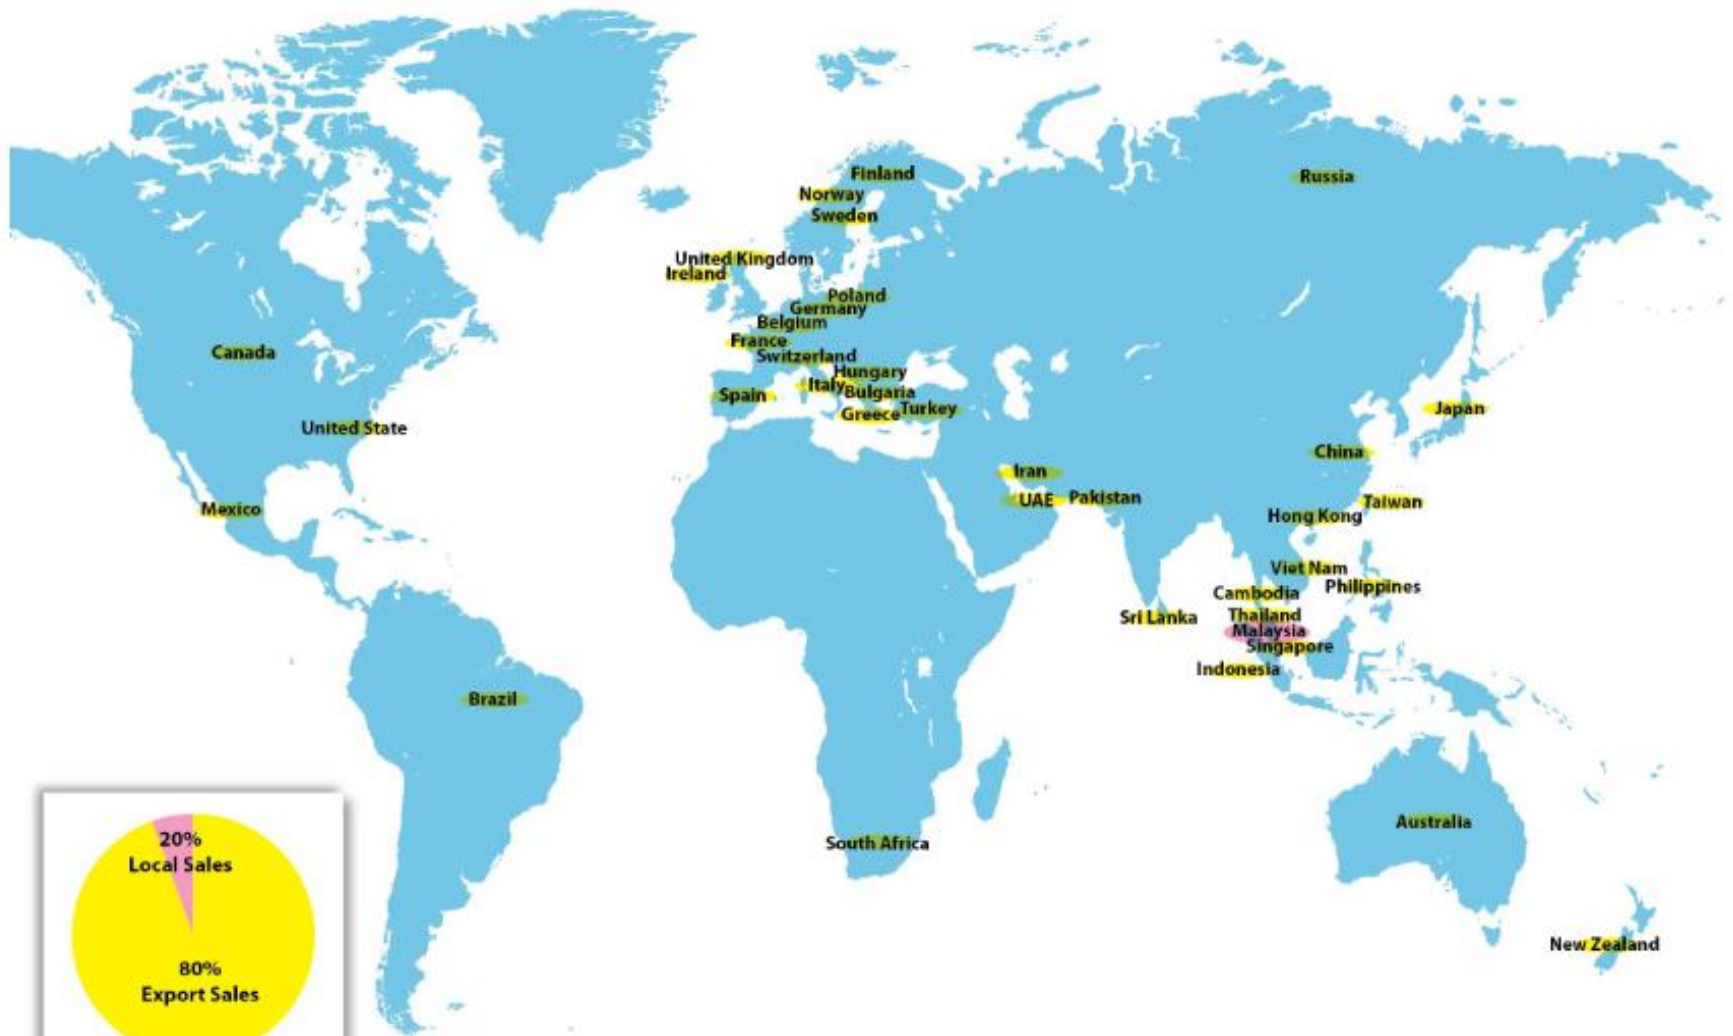 Finland
Russia
Norway
Sweden
United Kingdom
Ireland
Poland
Germany
Belgium
France
Switzerland
Canada
Hungary
Italy
Bulgaria
Spain
Greece
Turkey
Japan
United State
China
Iran
UAE
Pakistan
Taiwan
Mexico
Hong Kong
Viet Nam
Philippines
Cambodia
Thailand
Sri Lanka
Malaysia
Singapore
Indonesia
Brazil
Australia
South Africa
New Zealand
20%
Local Sales
80%
Export Sales